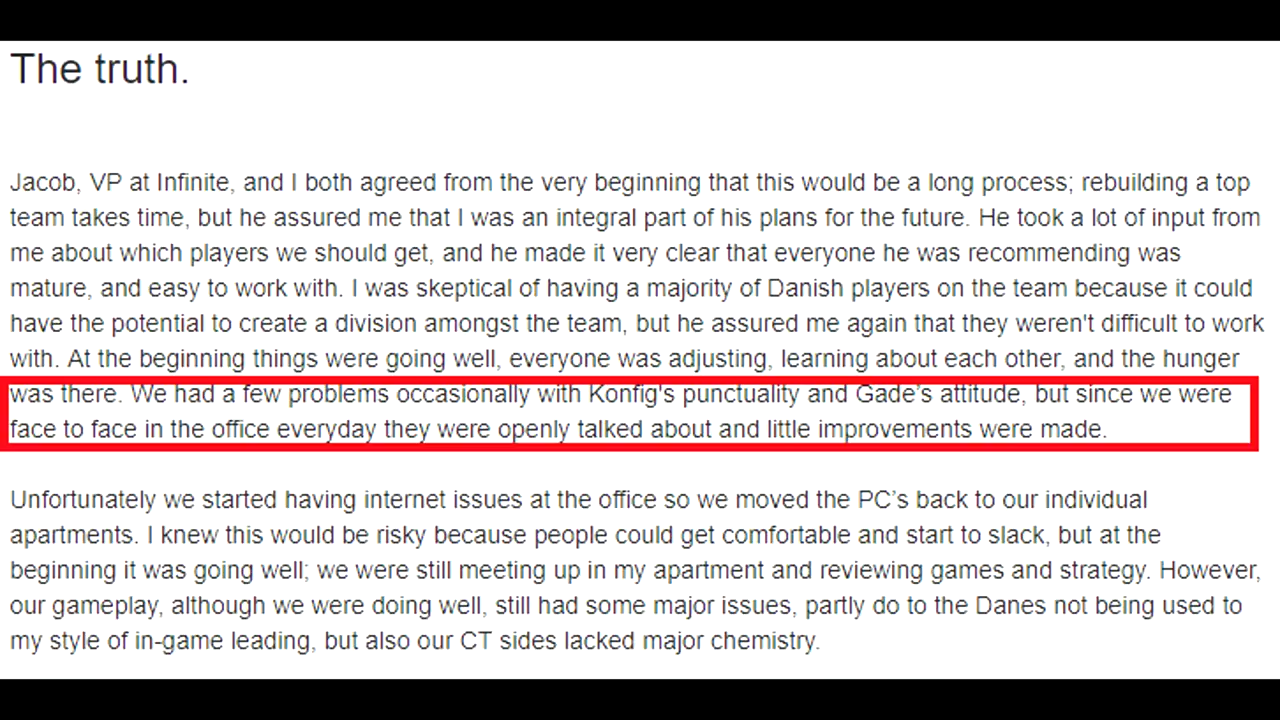 The truth.
Jacob, VP at Infinite, and I both agreed from the very beginning that this would be a long process; rebuilding a top
team takes time, but he assured me that I was an integral part of his plans for the future. He took a lot of input from
me about which players we should get, and he made it very clear that everyone he was recommending was
mature, and easy to work with. I was skeptical of having a majority of Danish players on the team because it could
have the potential to create a division amongst the team, but he assured me again that they weren't difficult to work
with. At the beginning things were going well, everyone was adjusting, learning about each other, and the hunger
was there. We had a few problems occasionally with Konfig's punctuality and Gade’s attitude, but since we were
face to face in the office everyday they were openly talked about and little improvements were made.
Unfortunately we started having internet issues at the office so we moved the PC’s back to our individual
apartments. I knew this would be risky because people could get comfortable and start to slack, but at the
beginning it was going well; we were still meeting up in my apartment and reviewing games and strategy. However,
our gameplay, although we were doing well, still had some major issues, partly do to the Danes not being used to
my style of in-game leading, but also our CT sides lacked major chemistry.